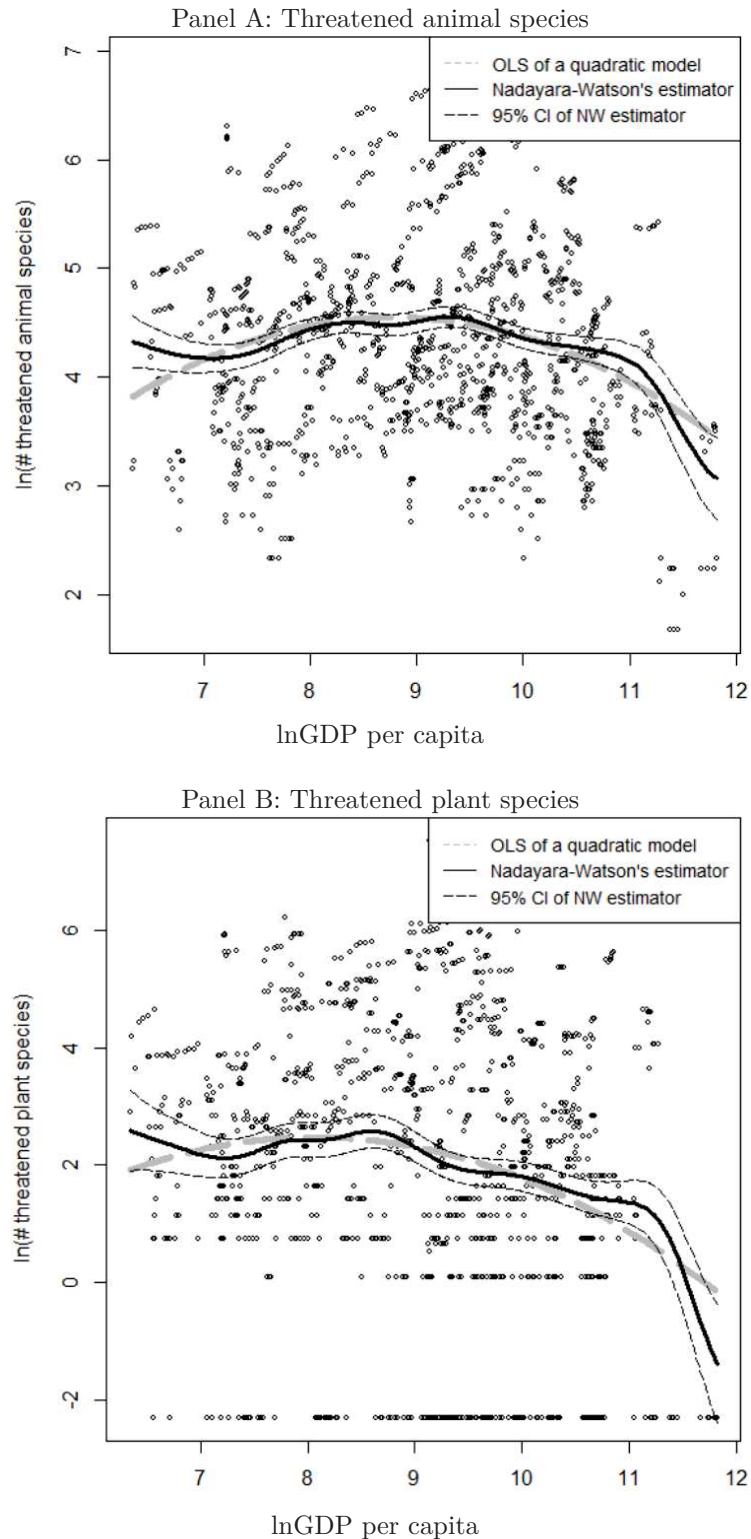 Panel A: Threatened animal species
OLS of a quadratic model
Nadayara-Watson's estimator
95% CI of NW estimator
ln(# threatened animal species)
7
6
5
4
3
2
7 8 9 10 11 12
lnGDP per capita
Panel B: Threatened plant species
OLS of a quadratic model
Nadayara-Watson's estimator
95% CI of NW estimator
ln(# threatened plant species)
6
4
2
0
-2
7 8 9 10 11 12
lnGDP per capita